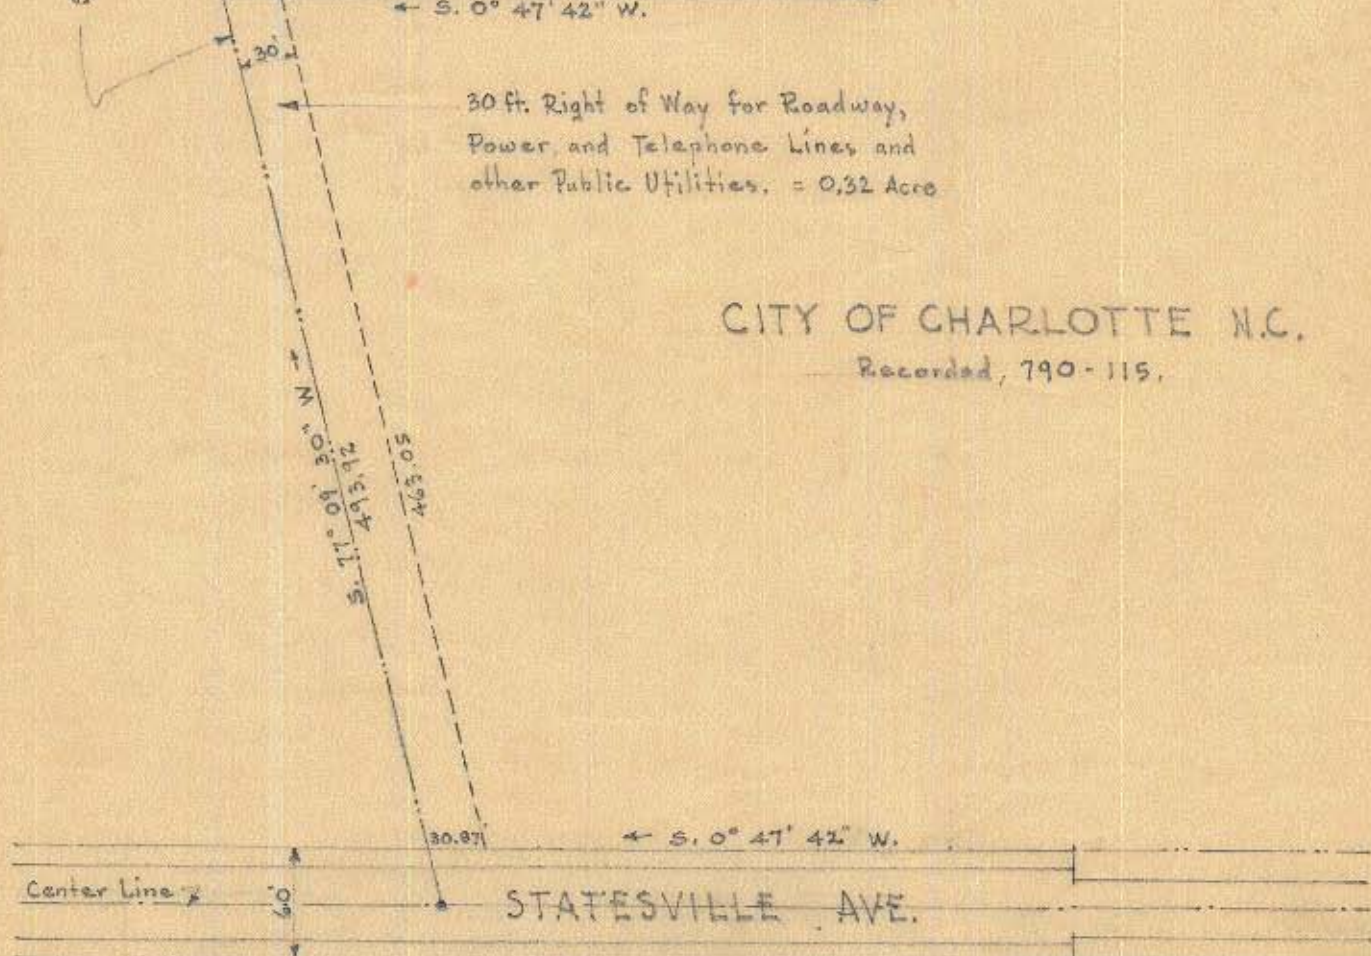 ← S. 0° 47' 42" W.
30'
30 ft. Right of Way for Roadway,
Power, and Telephone Lines and
other Public Utilities. = 0.32 Acre
CITY OF CHARLOTTE N.C.
Recorded, 790-115.
S. 77° 09' 30" W →
493.92
463.05
30.87
← S. 0° 47' 42" W.
Center Line
60'
STATESVILLE AVE.